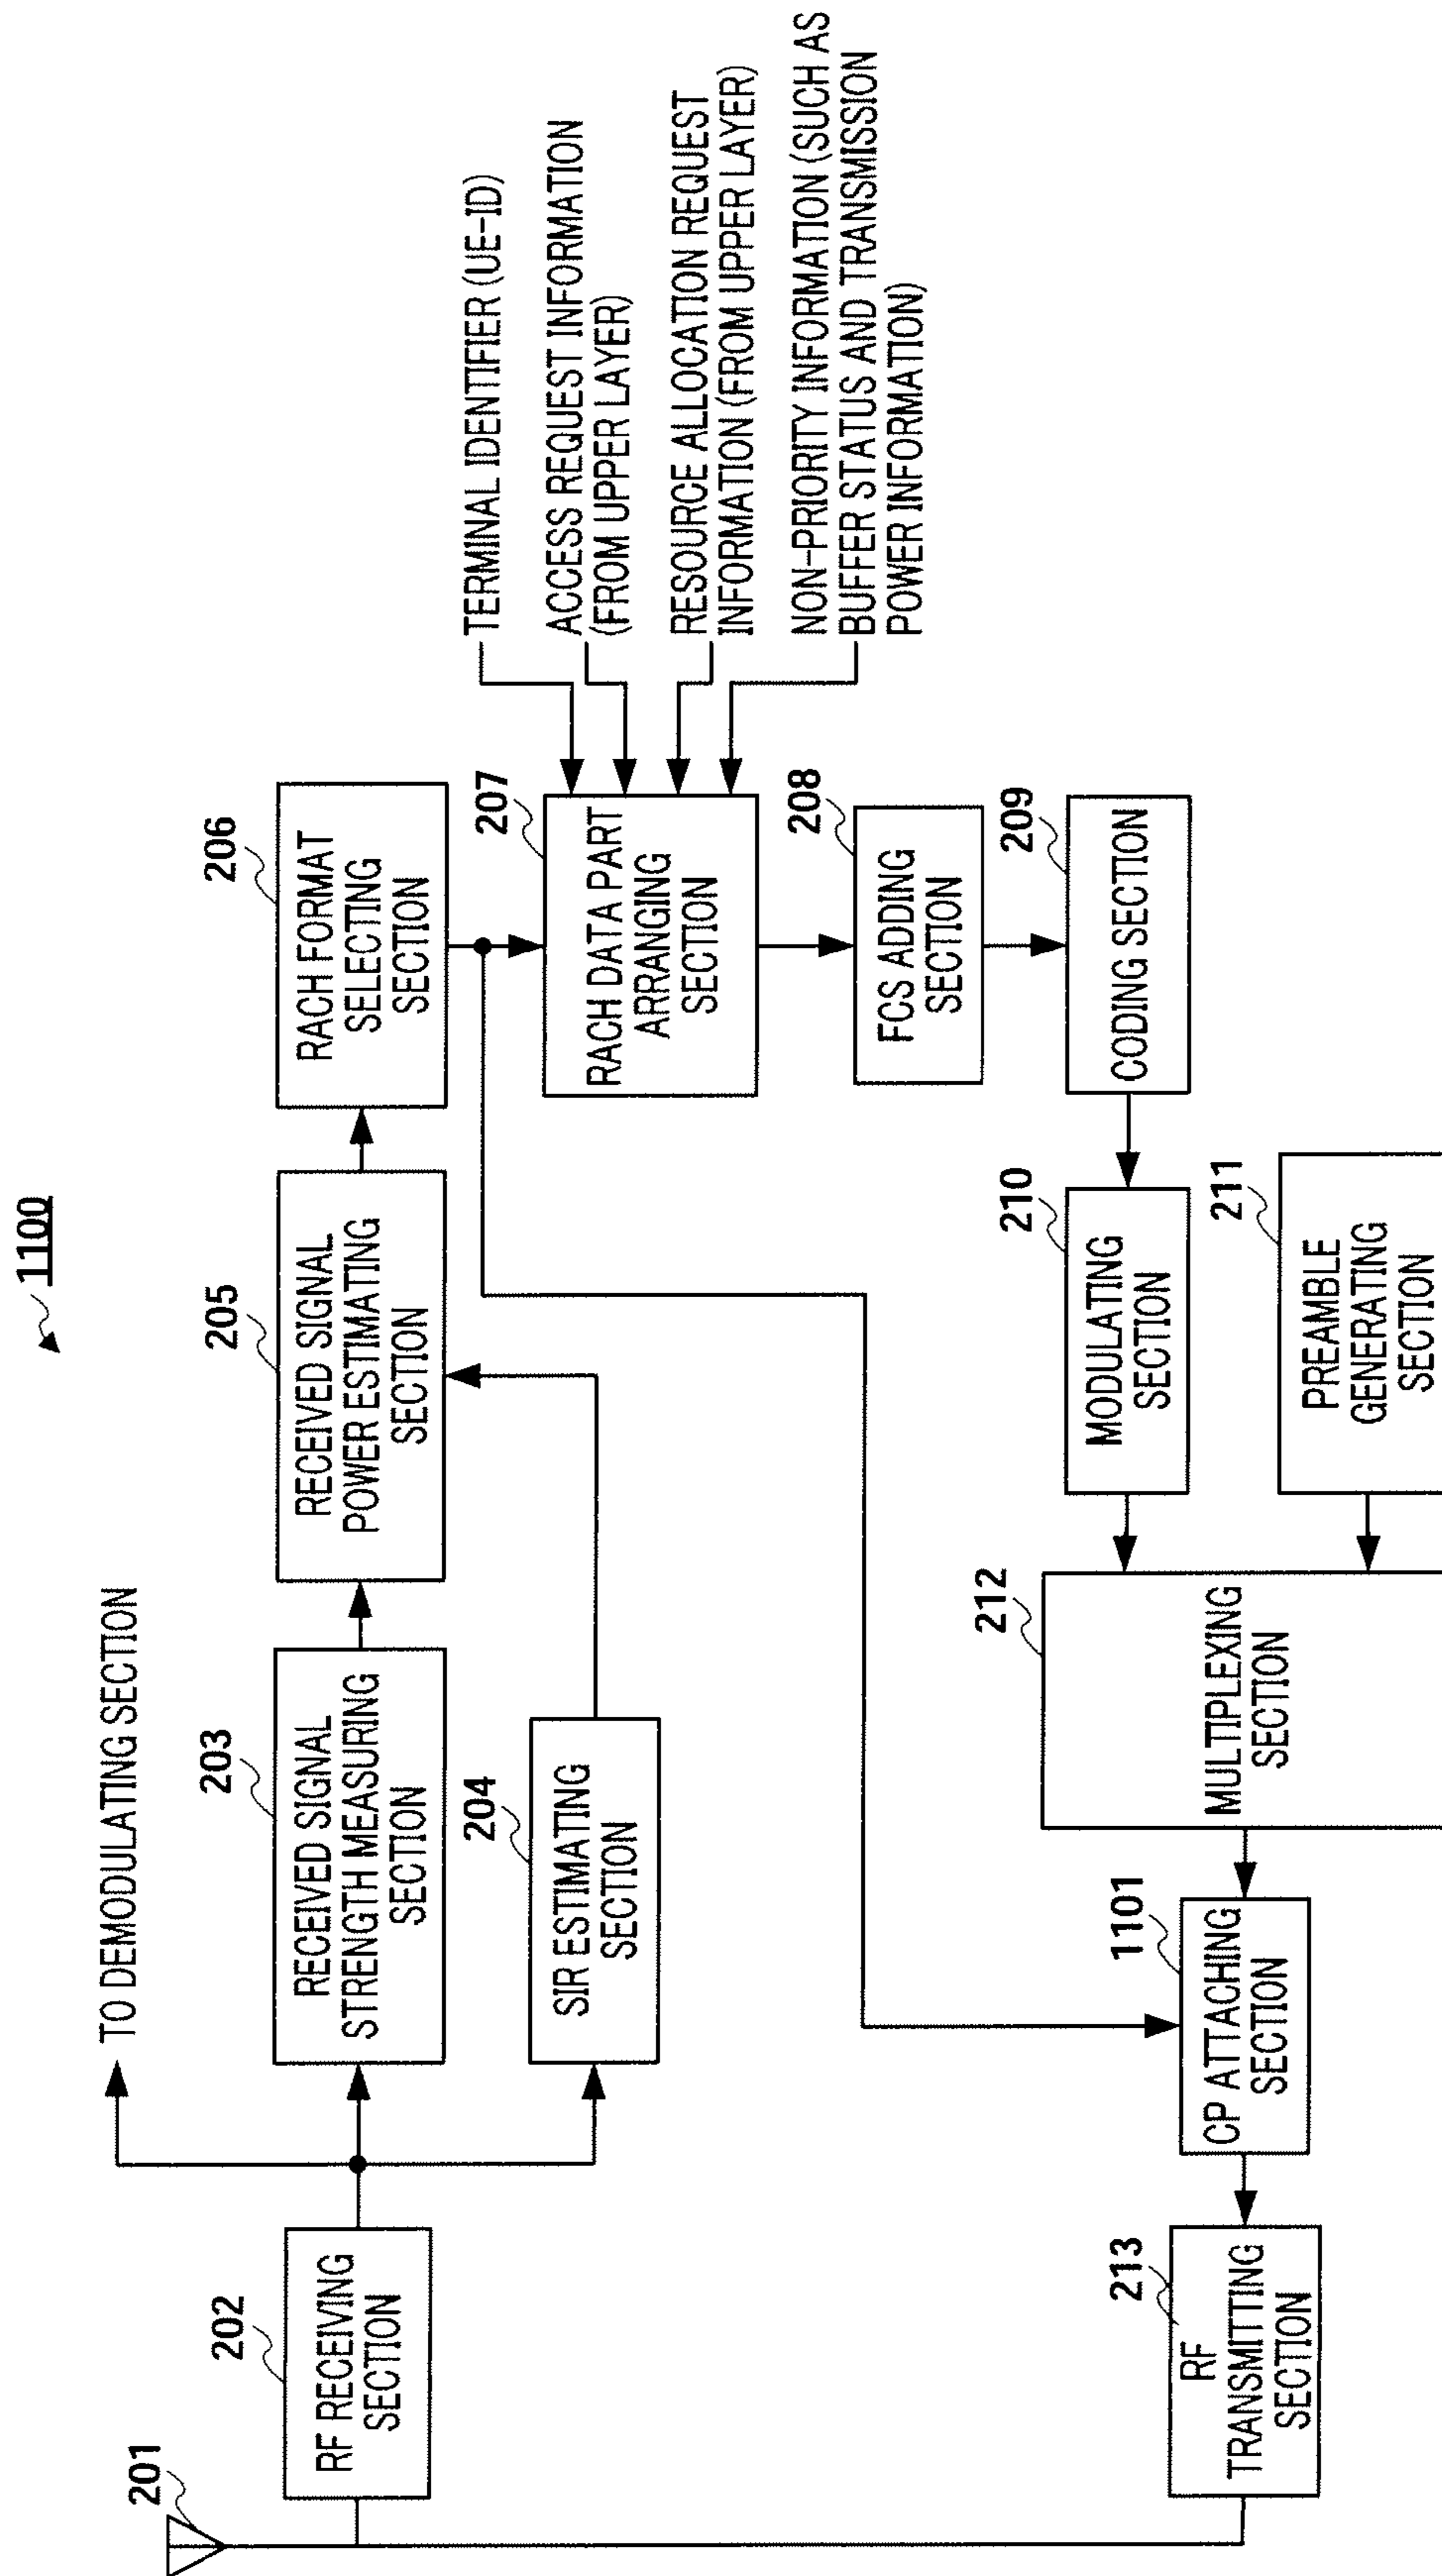 1100
201
202
RF RECEIVING
SECTION
TO DEMODULATING SECTION
203
RECEIVED SIGNAL
STRENGTH MEASURING
SECTION
204
SIR ESTIMATING
SECTION
205
RECEIVED SIGNAL
POWER ESTIMATING
SECTION
206
RACH FORMAT
SELECTING
SECTION
207
RACH DATA PART
ARRANGING
SECTION
TERMINAL IDENTIFIER (UE-ID)
ACCESS REQUEST INFORMATION
(FROM UPPER LAYER)
RESOURCE ALLOCATION REQUEST
INFORMATION (FROM UPPER LAYER)
NON-PRIORITY INFORMATION (SUCH AS
BUFFER STATUS AND TRANSMISSION
POWER INFORMATION)
208
FCS ADDING
SECTION
209
CODING SECTION
210
MODULATING
SECTION
211
PREAMBLE
GENERATING
SECTION
212
MULTIPLEXING
SECTION
1101
CP ATTACHING
SECTION
213
RF
TRANSMITTING
SECTION